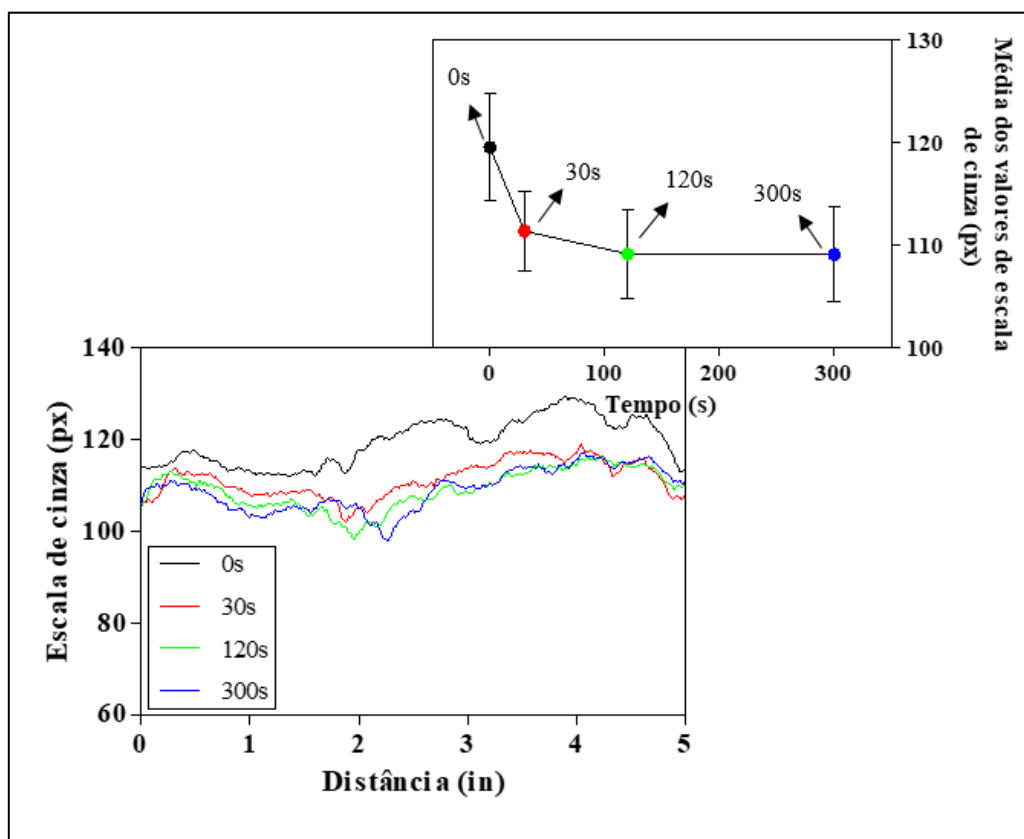 130
120
110
100
Média dos valores de escala
de cinza (px)
0s
30s
120s
300s
0
100
200
300
Tempo (s)
140
120
100
80
60
Escala de cinza (px)
0s
30s
120s
300s
0
1
2
3
4
5
Distância (in)